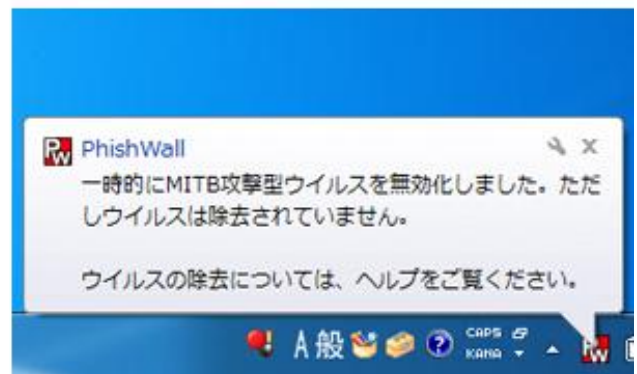 PhishWall
一時的にMITB攻撃型ウイルスを無効化しました。ただ
しウイルスは除去されていません。
ウイルスの除去については、ヘルプをご覧ください。
A 般 CAPS
KANA
PW